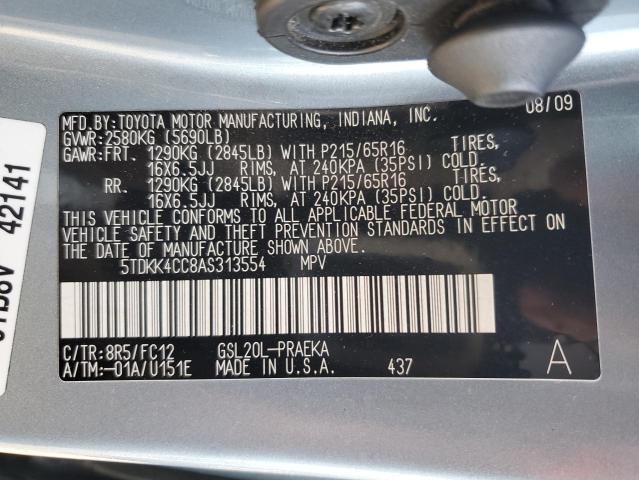 MFD.BY:TOYOTA MOTOR MANUFACTURING, INDIANA, INC. 08/09
GVWR:2580KG (5690LB)
GAWR:FRT. 1290KG (2845LB) WITH P215/65R16 TIRES,
16X6.5JJ RIMS, AT 240KPA (35PSI) COLD.
RR. 1290KG (2845LB) WITH P215/65R16 TIRES,
16X6.5JJ RIMS, AT 240KPA (35PSI) COLD.
THIS VEHICLE CONFORMS TO ALL APPLICABLE FEDERAL MOTOR
VEHICLE SAFETY AND THEFT PREVENTION STANDARDS IN EFFECT ON
THE DATE OF MANUFACTURE SHOWN ABOVE.
5TDKK4CC8AS313554 MPV
C/TR:8R5/FC12 GSL20L-PRAEKA
A/TM:-01A/U151E MADE IN U.S.A. 437 A
42141